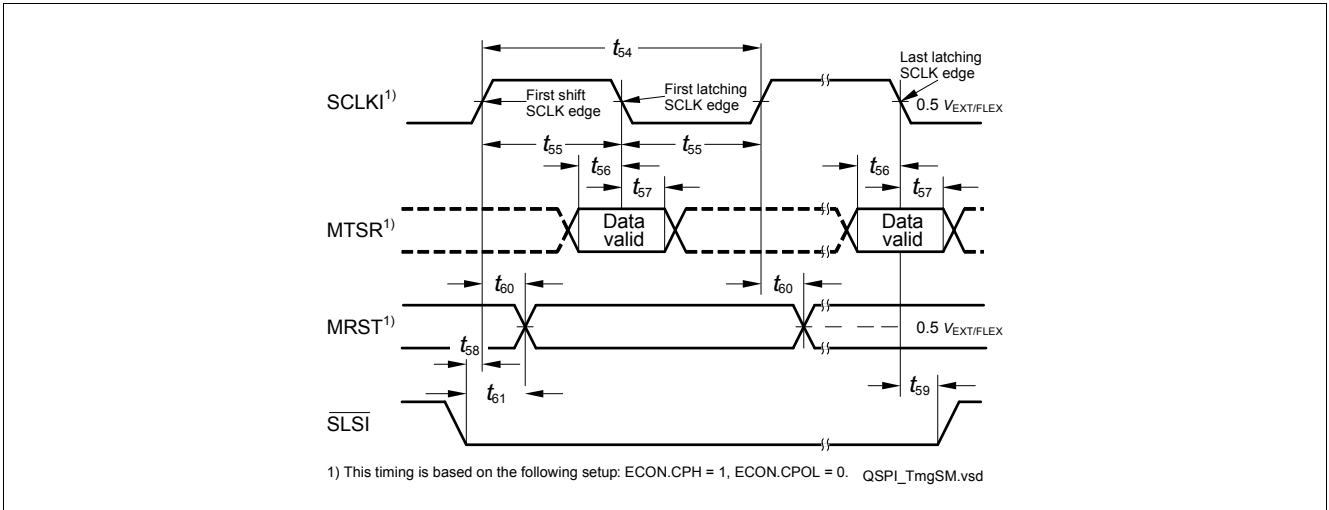 t54
SCLKI1)
First shift
SCLK edge
First latching
SCLK edge
Last latching
SCLK edge
0.5 VEXT/FLEX
t55
t55
t56
t57
t56
t57
MTSR1)
Data
valid
Data
valid
t60
t60
MRST1)
0.5 VEXT/FLEX
t58
t61
t59
SLSI
1) This timing is based on the following setup: ECON.CPH = 1, ECON.CPOL = 0.
QSPI_TmgSM.vsd